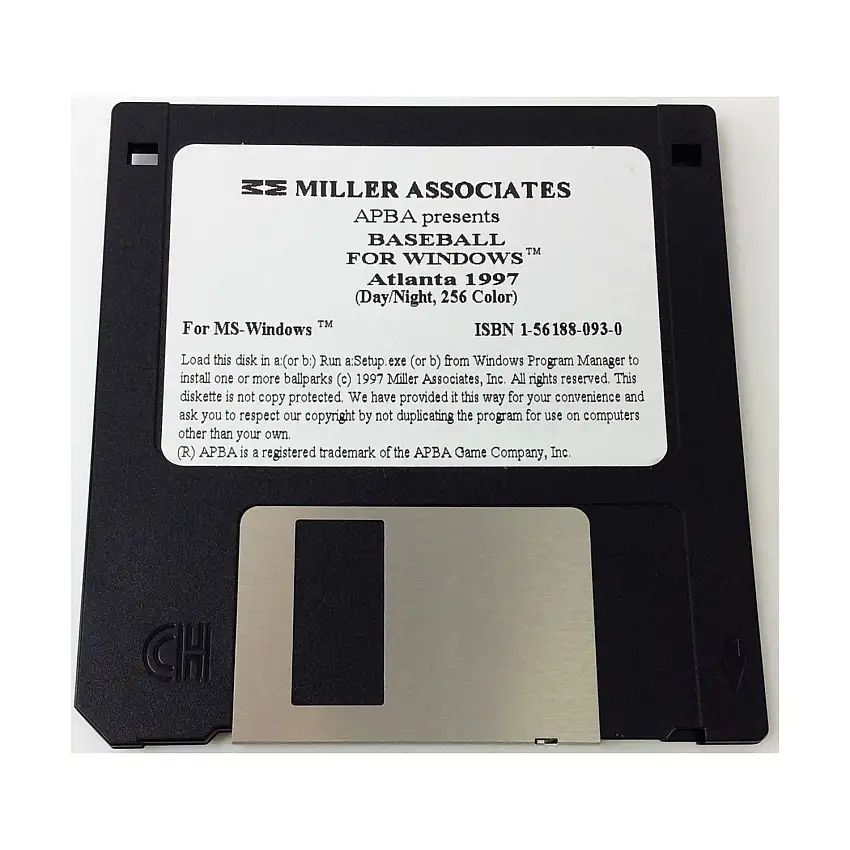 MILLER ASSOCIATES
APBA presents
BASEBALL
FOR WINDOWS™
Atlanta 1997
(Day/Night, 256 Color)
For MS-Windows ™ ISBN 1-56188-093-0
Load this disk in a:(or b:) Run a:Setup.exe (or b) from Windows Program Manager to
install one or more ballparks (c) 1997 Miller Associates, Inc. All rights reserved. This
diskette is not copy protected. We have provided it this way for your convenience and
ask you to respect our copyright by not duplicating the program for use on computers
other than your own.
(R) APBA is a registered trademark of the APBA Game Company, Inc.
CH